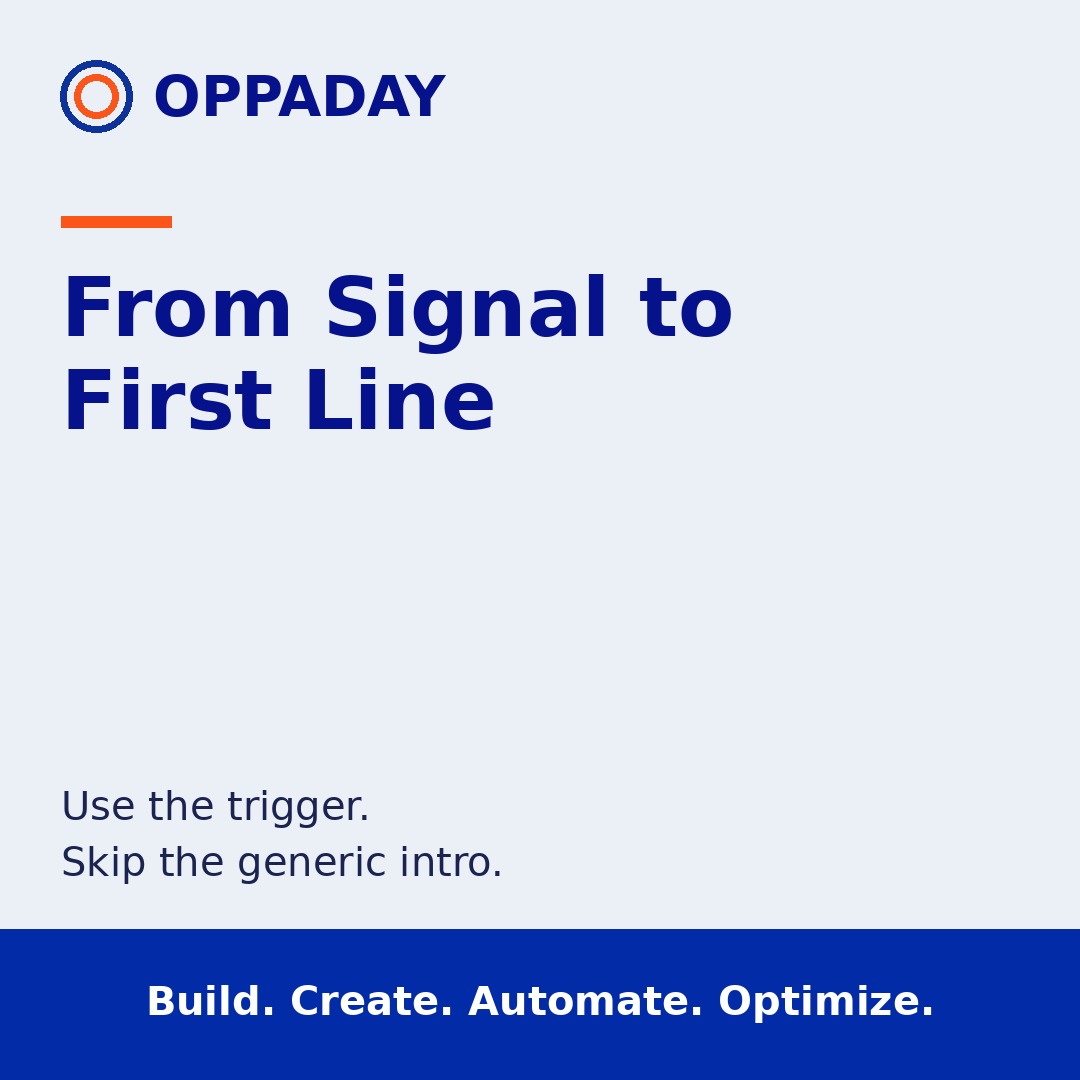 OPPADAY
From Signal to
First Line
Use the trigger.
Skip the generic intro.
Build. Create. Automate. Optimize.